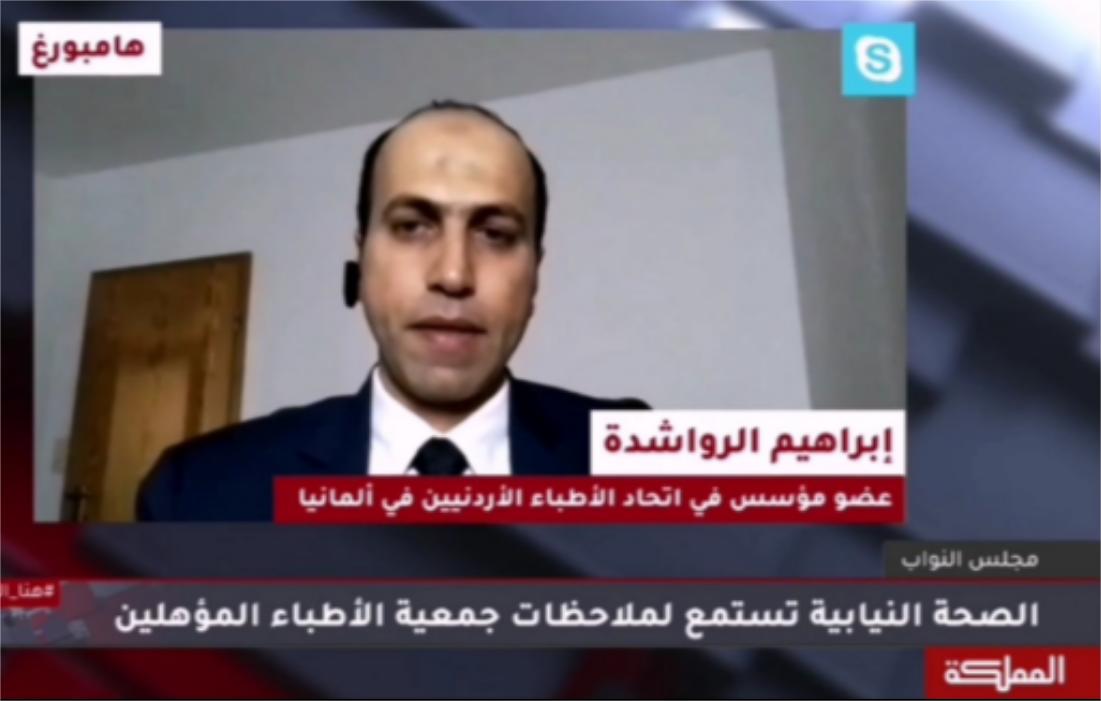 هامبورغ
إبراهيم الرواشدة
عضو مؤسس في اتحاد الأطباء الأردنيين في ألمانيا
مجلس النواب
الصحة النيابية تستمع لملاحظات جمعية الأطباء المؤهلين
المملكة